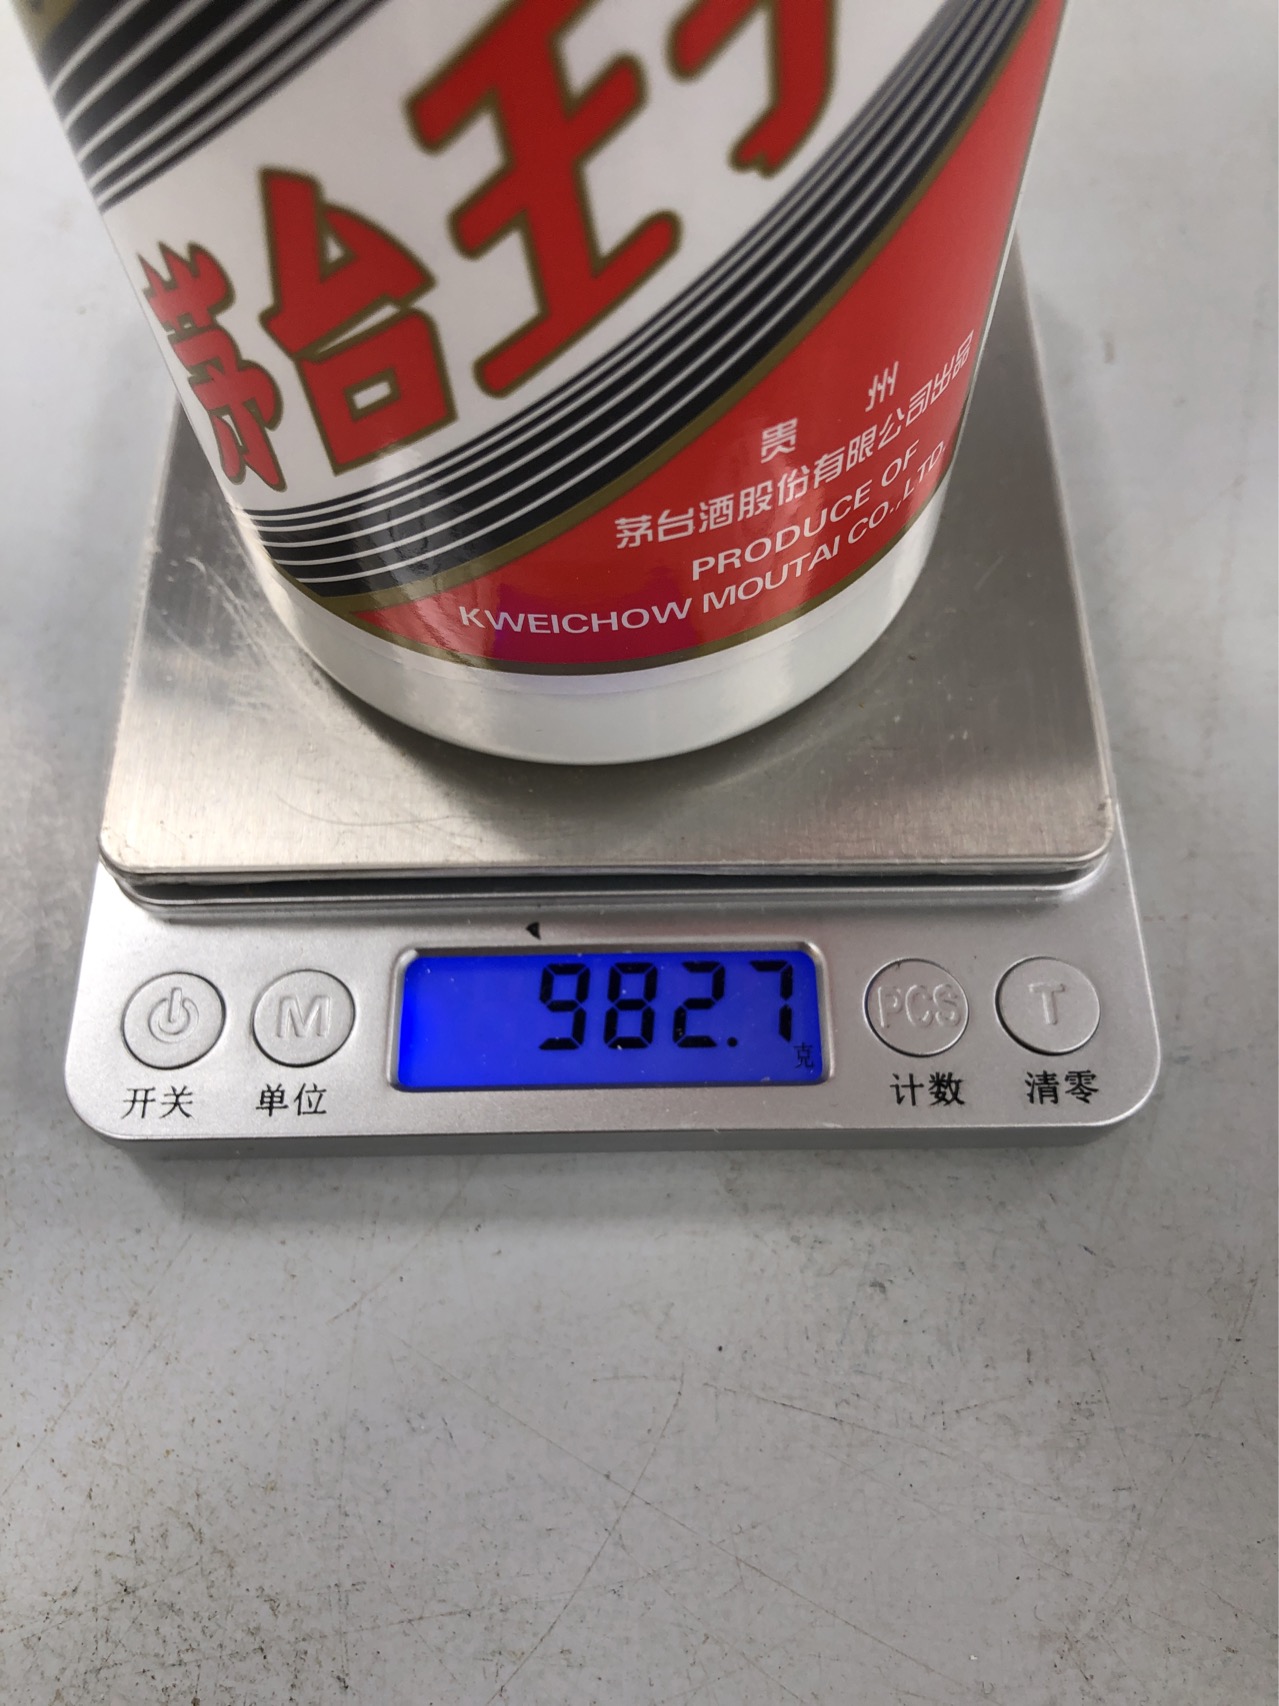 茅台王子
贵州
茅台酒股份有限公司出品
PRODUCE OF
KWEICHOW MOUTAI CO.,LTD.
982.7
克
M
PCS
T
开关
单位
计数
清零